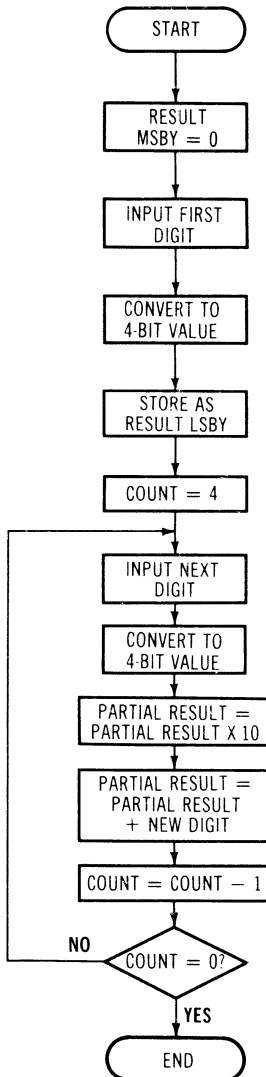 START
RESULT
MSBY = 0
INPUT FIRST
DIGIT
CONVERT TO
4-BIT VALUE
STORE AS
RESULT LSBY
COUNT = 4
INPUT NEXT
DIGIT
CONVERT TO
4-BIT VALUE
PARTIAL RESULT =
PARTIAL RESULT X 10
PARTIAL RESULT =
PARTIAL RESULT
+ NEW DIGIT
COUNT = COUNT − 1
COUNT = 0?
NO
YES
END